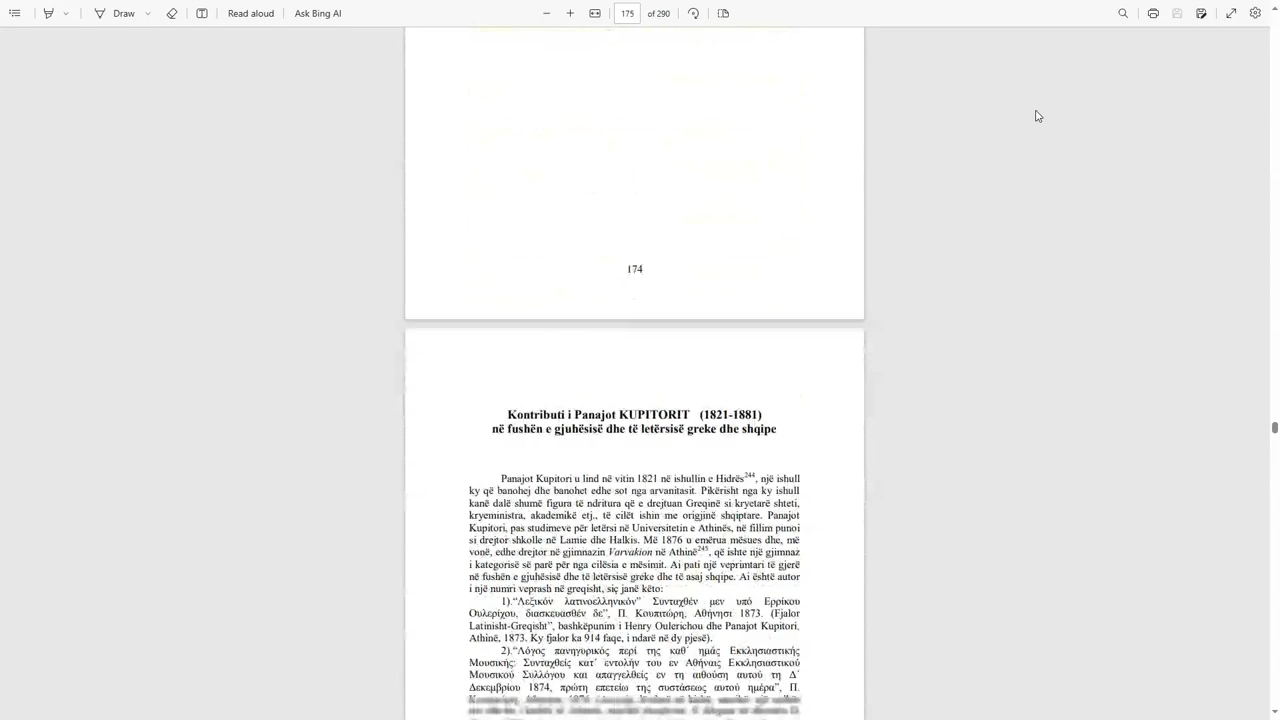 Draw
Read aloud
Ask Bing AI
175 of 290
174
Kontributi i Panajot KUPITORIT (1821-1881)
në fushën e gjuhësisë dhe të letërsisë greke dhe shqipe
Panajot Kupitori u lind në vitin 1821 në ishullin e Hidrës244, një ishull
ky që banohej dhe banohet edhe sot nga arvanitasit. Pikërisht nga ky ishull
kanë dalë shumë figura të ndritura që e drejtuan Greqinë si kryetarë shteti,
kryeministra, akademikë etj., të cilët ishin me origjinë shqiptare. Panajot
Kupitori, pas studimeve për letërsi në Universitetin e Athinës, në fillim punoi
si drejtor shkolle në Lamie dhe Halkis. Më 1876 u emërua mësues dhe, më
vonë, edhe drejtor në gjimnazin Varvakion në Athinë245, që ishte një gjimnaz
i kategorisë së parë për nga cilësia e mësimit. Ai pati një veprimtari të gjerë
në fushën e gjuhësisë dhe të letërsisë greke dhe të asaj shqipe. Ai është autor
i një numri veprash në greqisht, siç janë këto:
1).“Λεξικόν λατινοελληνικόν” Συνταχθέν μεν υπό Ερρίκου
Ουλερίχου, διασκευασθέν δε”, Π. Κουπιτώρη, Αθήνησι 1873. (Fjalor
Latinisht-Greqisht”, bashkëpunim i Henry Oulerichou dhe Panajot Kupitori,
Athinë, 1873. Ky fjalor ka 914 faqe, i ndarë në dy pjesë).
2).“Λόγος πανηγυρικός περί της καθ΄ ημάς Εκκλησιαστικής
Μουσικής: Συνταχθείς κατ΄ εντολήν του εν Αθήναις Εκκλησιαστικού
Μουσικού Συλλόγου και απαγγελθείς εν τη αιθούση αυτού τη Δ΄
Δεκεμβρίου 1874, πρώτη επετείω της συστάσεως αυτού ημέρα”, Π.